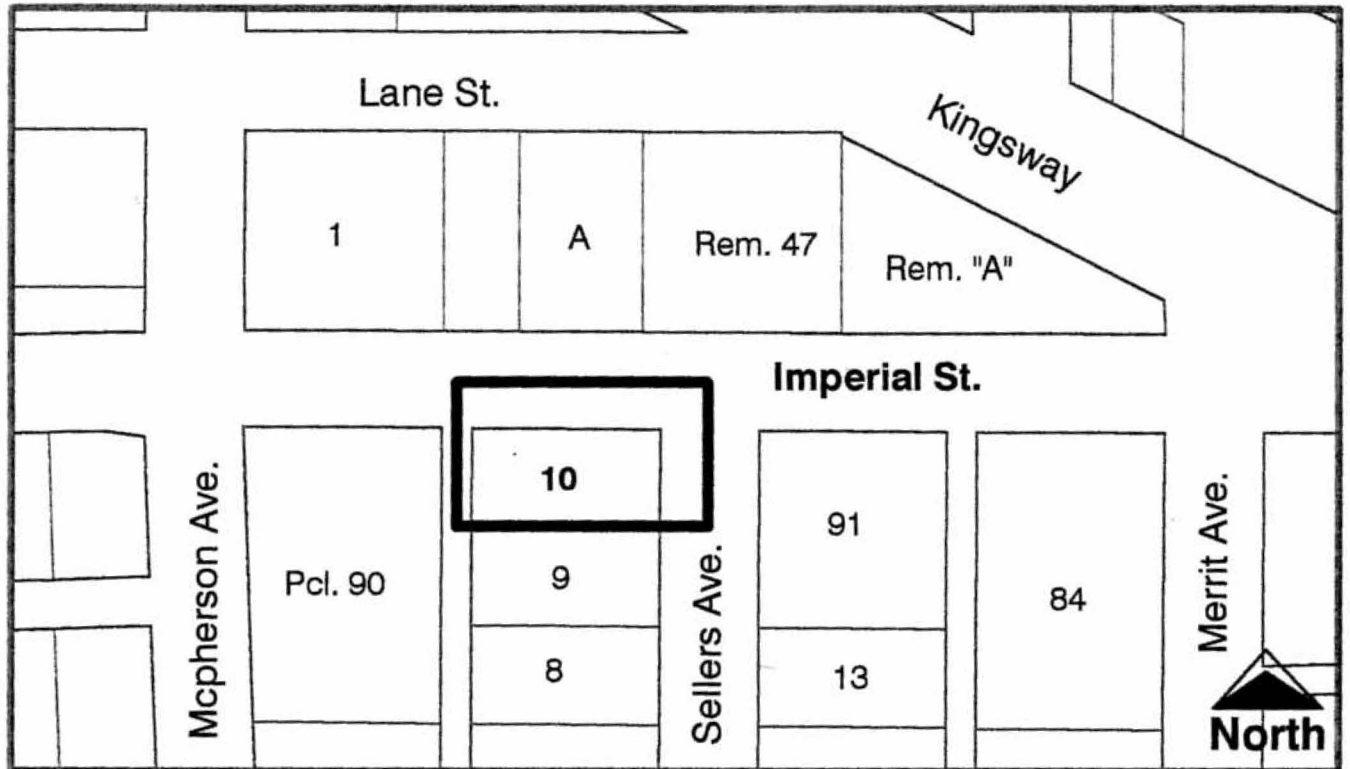 Lane St.
Kingsway
1
A
Rem. 47
Rem. "A"
Imperial St.
10
Mcpherson Ave.
Pcl. 90
9
8
Sellers Ave.
91
13
84
Merrit Ave.
North